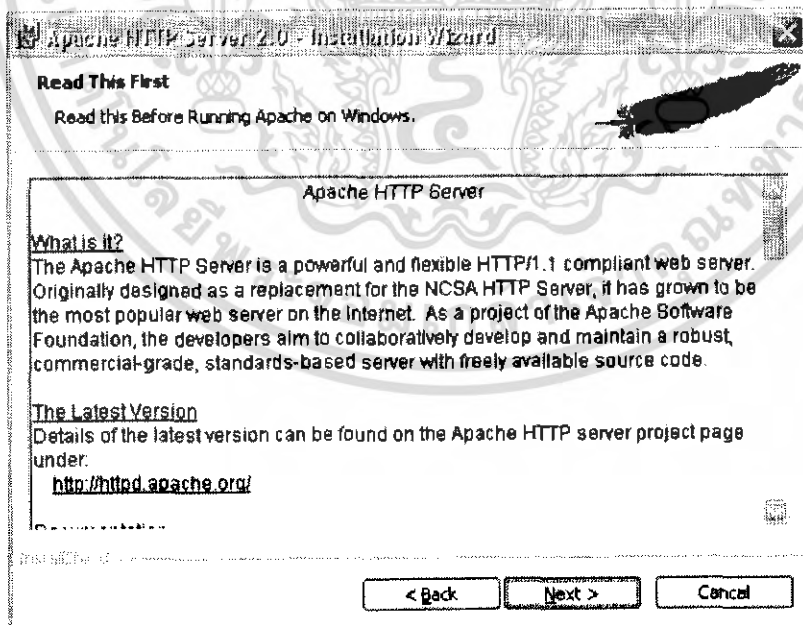 Apache HTTP Server 2.0 - Installation Wizard
Read This First
Read this Before Running Apache on Windows.
Apache HTTP Server
What is it?
The Apache HTTP Server is a powerful and flexible HTTP/1.1 compliant web server.
Originally designed as a replacement for the NCSA HTTP Server, it has grown to be
the most popular web server on the Internet. As a project of the Apache Software
Foundation, the developers aim to collaboratively develop and maintain a robust,
commercial-grade, standards-based server with freely available source code.
The Latest Version
Details of the latest version can be found on the Apache HTTP server project page
under:
http://httpd.apache.org/
< Back
Next >
Cancel